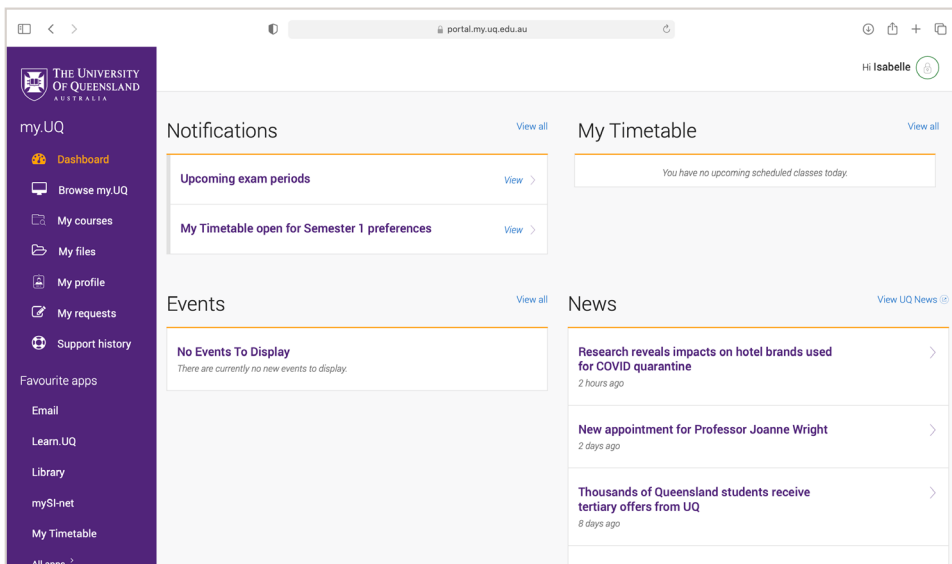 portal.my.uq.edu.au
Hi Isabelle
THE UNIVERSITY
OF QUEENSLAND
AUSTRALIA
my.UQ
Dashboard
Browse my.UQ
My courses
My files
My profile
My requests
Support history
Favourite apps
Email
Learn.UQ
Library
mySI-net
My Timetable
All apps
Notifications
View all
Upcoming exam periods
View
My Timetable open for Semester 1 preferences
View
My Timetable
View all
You have no upcoming scheduled classes today.
Events
View all
No Events To Display
There are currently no new events to display.
News
View UQ News
Research reveals impacts on hotel brands used
for COVID quarantine
2 hours ago
New appointment for Professor Joanne Wright
2 days ago
Thousands of Queensland students receive
tertiary offers from UQ
8 days ago